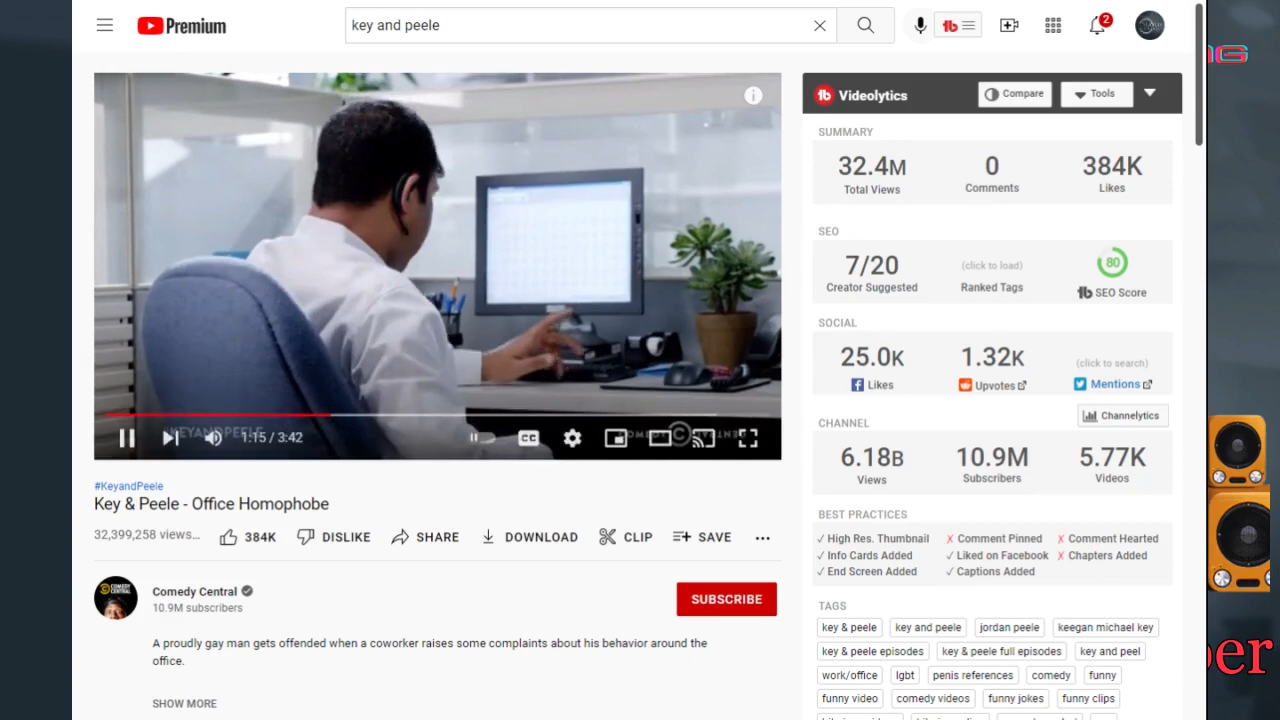 Premium
key and peele
2
Videolytics
Compare
Tools
SUMMARY
32.4M
0
384K
Total Views
Comments
Likes
SEO
7/20
(click to load)
80
Creator Suggested
Ranked Tags
SEO Score
SOCIAL
25.0K
1.32K
(click to search)
Likes
Upvotes
Mentions
Channelytics
CHANNEL
6.18B
10.9M
5.77K
Views
Subscribers
Videos
BEST PRACTICES
✓ High Res. Thumbnail
✗ Comment Pinned
✗ Comment Hearted
✓ Info Cards Added
✓ Liked on Facebook
✗ Chapters Added
✓ End Screen Added
✓ Captions Added
TAGS
key & peele
key and peele
jordan peele
keegan michael key
key & peele episodes
key & peele full episodes
key and peel
work/office
lgbt
penis references
comedy
funny
funny video
comedy videos
funny jokes
funny clips
#KEYANDPEELE
1:15 / 3:42
CC
COMEDY CENTRAL
#KeyandPeele
Key & Peele - Office Homophobe
32,399,258 views...
384K
DISLIKE
SHARE
DOWNLOAD
CLIP
SAVE
Comedy Central
10.9M subscribers
SUBSCRIBE
A proudly gay man gets offended when a coworker raises some complaints about his behavior around the
office.
SHOW MORE